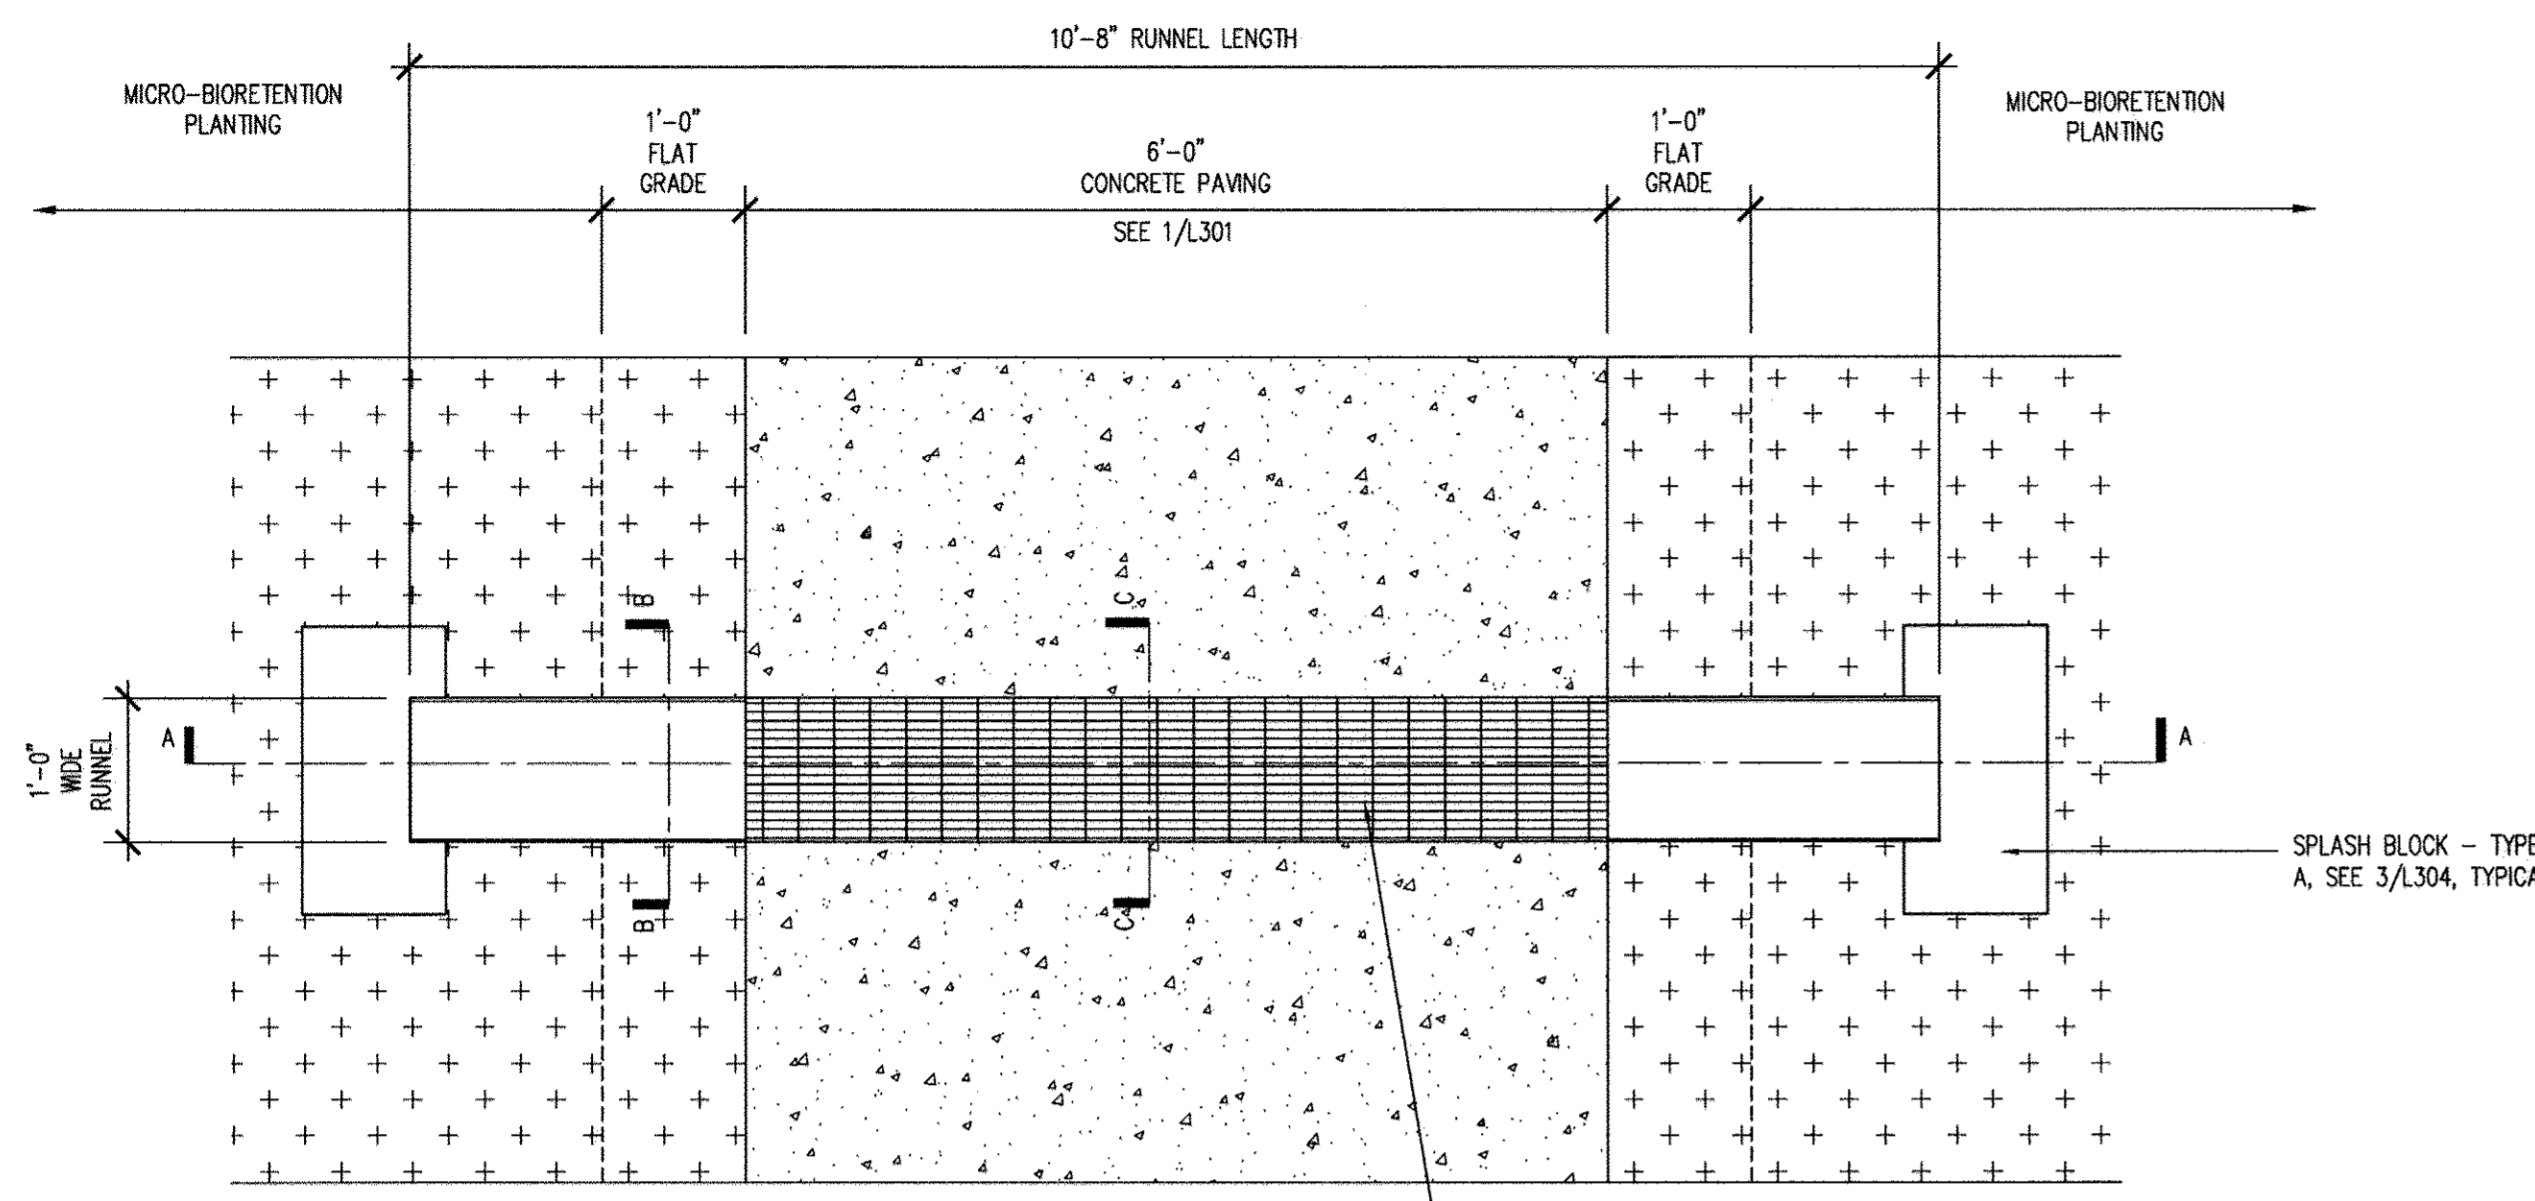 10'-8" RUNNEL LENGTH
MICRO-BIORETENTION
PLANTING
1'-0"
FLAT
GRADE
6'-0"
CONCRETE PAVING
SEE 1/L301
1'-0"
FLAT
GRADE
MICRO-BIORETENTION
PLANTING
B
C
A
1'-0"
WIDE
RUNNEL
A
SPLASH BLOCK - TYPE
A, SEE 3/L304, TYPICA
B
C